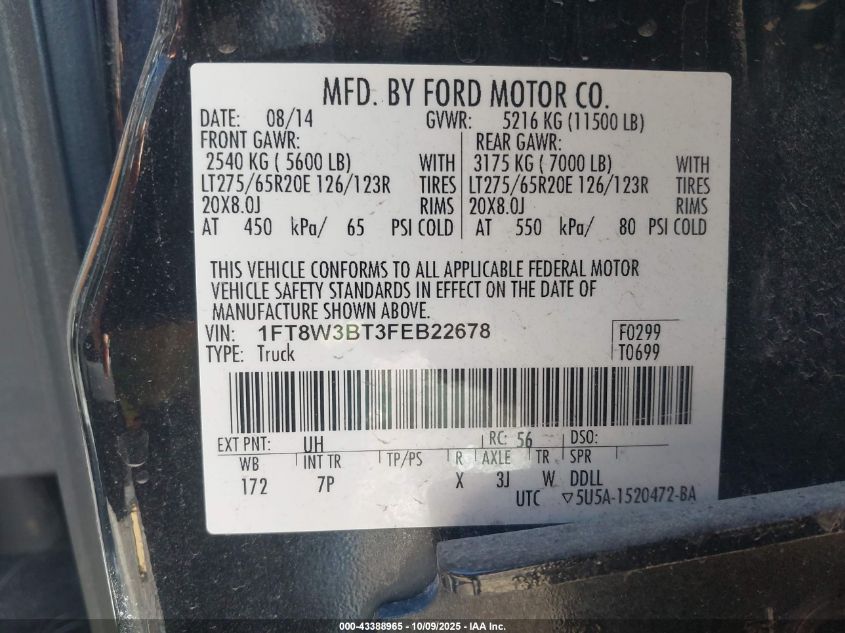 MFD. BY FORD MOTOR CO.
DATE: 08/14 GVWR: 5216 KG (11500 LB)
FRONT GAWR: REAR GAWR:
2540 KG ( 5600 LB) WITH 3175 KG ( 7000 LB) WITH
LT275/65R20E 126/123R TIRES LT275/65R20E 126/123R TIRES
20X8.0J RIMS 20X8.0J RIMS
AT 450 kPa/ 65 PSI COLD AT 550 kPa/ 80 PSI COLD
THIS VEHICLE CONFORMS TO ALL APPLICABLE FEDERAL MOTOR
VEHICLE SAFETY STANDARDS IN EFFECT ON THE DATE OF
MANUFACTURE SHOWN ABOVE.
VIN: 1FT8W3BT3FEB22678 F0299
TYPE: Truck T0699
EXT PNT: UH RC: 56 DSO:
WB INT TR TP/PS R AXLE TR SPR
172 7P X 3J W DDLL
UTC ▽5U5A-1520472-BA
000-43388965 - 10/09/2025 - IAA Inc.